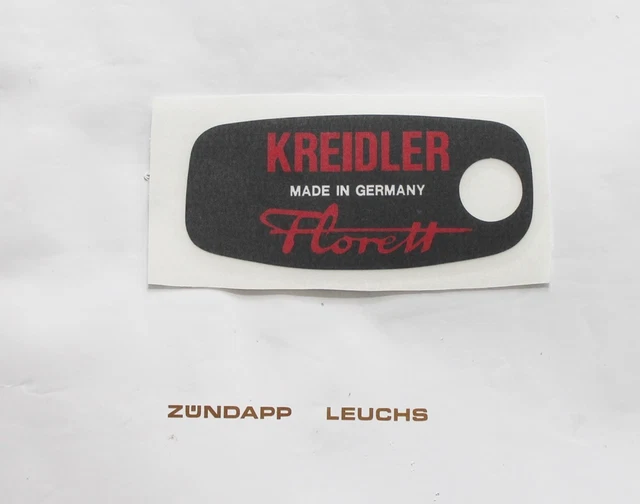 KREIDLER
MADE IN GERMANY
Florett
ZÜNDAPP LEUCHS